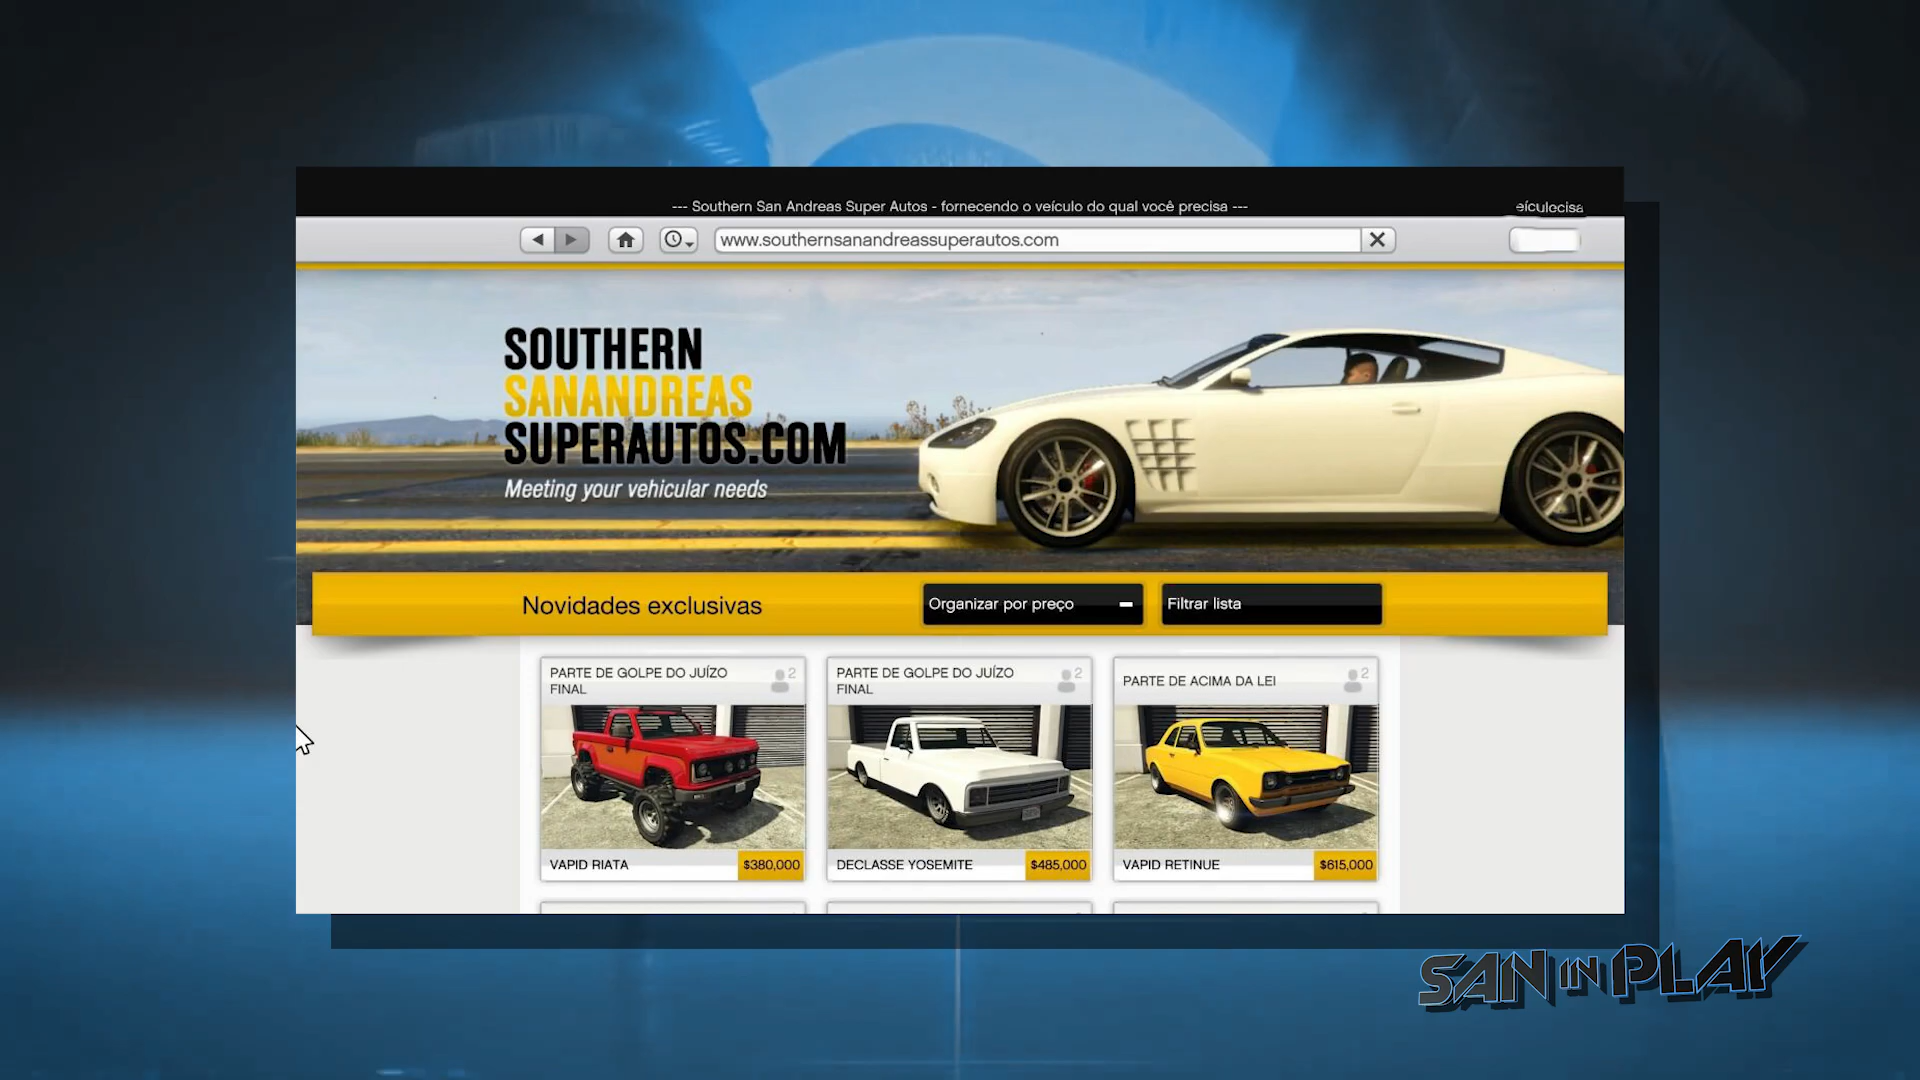 --- Southern San Andreas Super Autos - fornecendo o veículo do qual você precisa ---
www.southernsanandreassuperautos.com
SOUTHERN
SANANDREAS
SUPERAUTOS.COM
Meeting your vehicular needs
Novidades exclusivas
Organizar por preço
Filtrar lista
PARTE DE GOLPE DO JUÍZO
FINAL
2
PARTE DE GOLPE DO JUÍZO
FINAL
2
PARTE DE ACIMA DA LEI
2
VAPID RIATA
$380,000
DECLASSE YOSEMITE
$485,000
VAPID RETINUE
$615,000
SAN IN PLAY